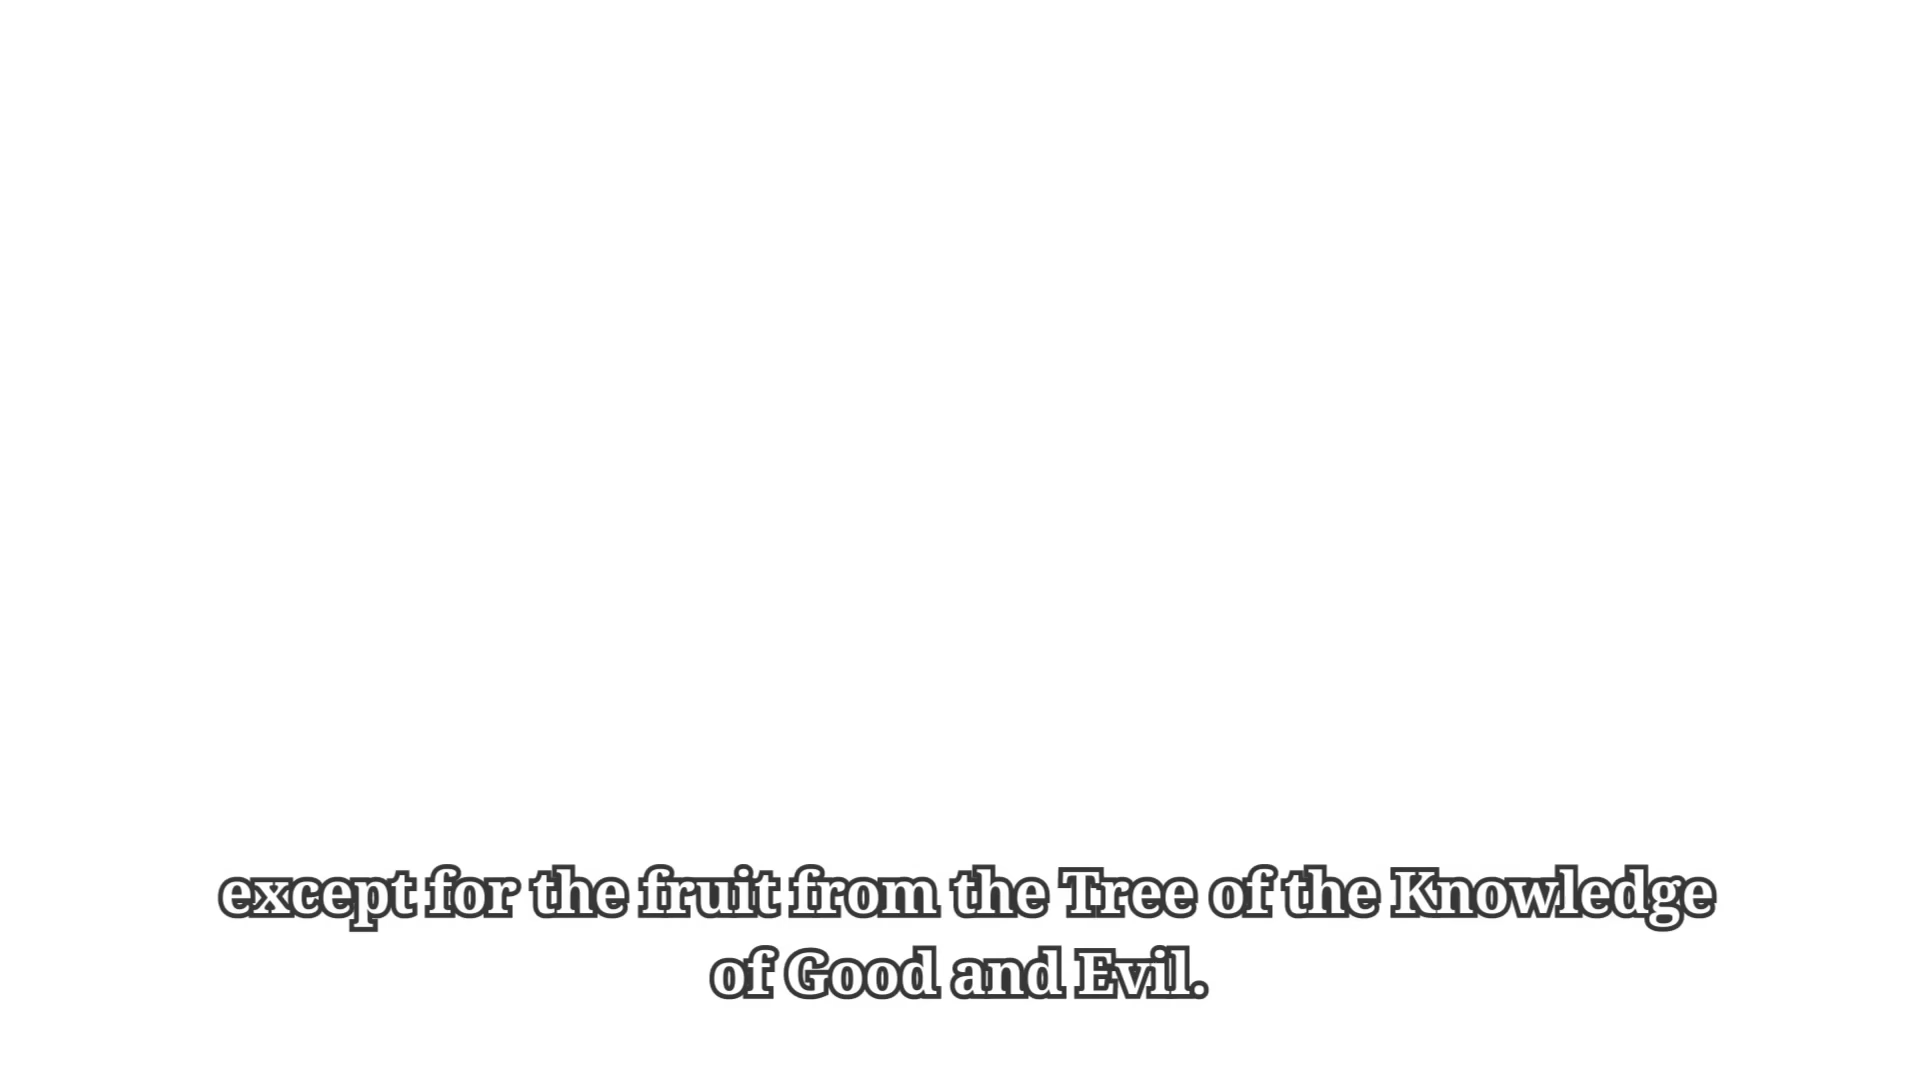 except for the fruit from the Tree of the Knowledge
of Good and Evil.